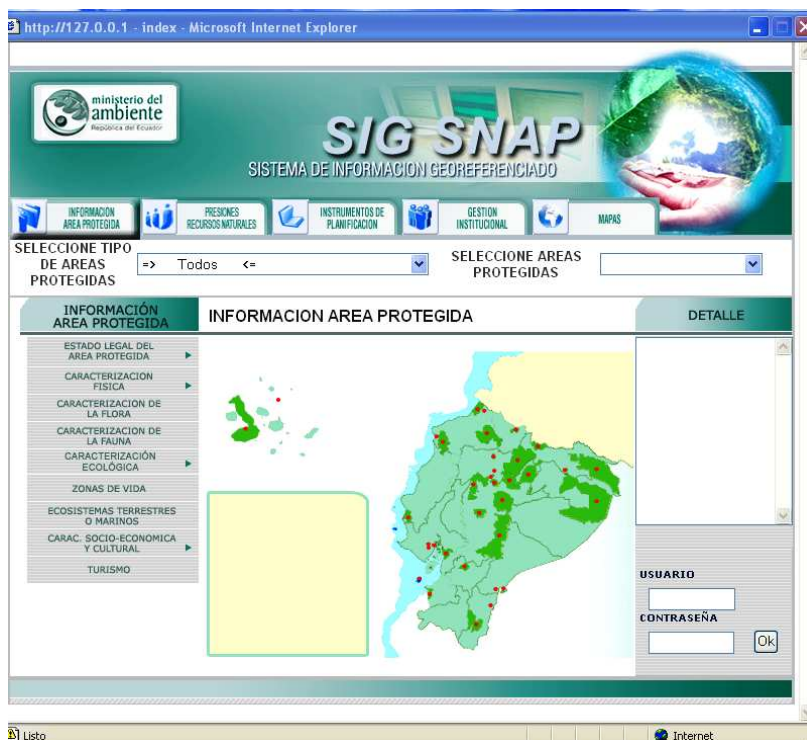 http://127.0.0.1 - index - Microsoft Internet Explorer
ministerio del
ambiente
República del Ecuador
SIG SNAP
SISTEMA DE INFORMACION GEOREFERENCIADO
INFORMACION
AREA PROTEGIDA
PRESIONES
RECURSOS NATURALES
INSTRUMENTOS DE
PLANIFICACION
GESTION
INSTITUCIONAL
MAPAS
SELECCIONE TIPO
DE AREAS
PROTEGIDAS
=> Todos <=
SELECCIONE AREAS
PROTEGIDAS
INFORMACIÓN
AREA PROTEGIDA
INFORMACION AREA PROTEGIDA
DETALLE
ESTADO LEGAL DEL
AREA PROTEGIDA
CARACTERIZACION
FISICA
CARACTERIZACION DE
LA FLORA
CARACTERIZACION DE
LA FAUNA
CARACTERIZACIÓN
ECOLÓGICA
ZONAS DE VIDA
ECOSISTEMAS TERRESTRES
O MARINOS
CARAC. SOCIO-ECONOMICA
Y CULTURAL
TURISMO
USUARIO
CONTRASEÑA
Ok
Listo
Internet